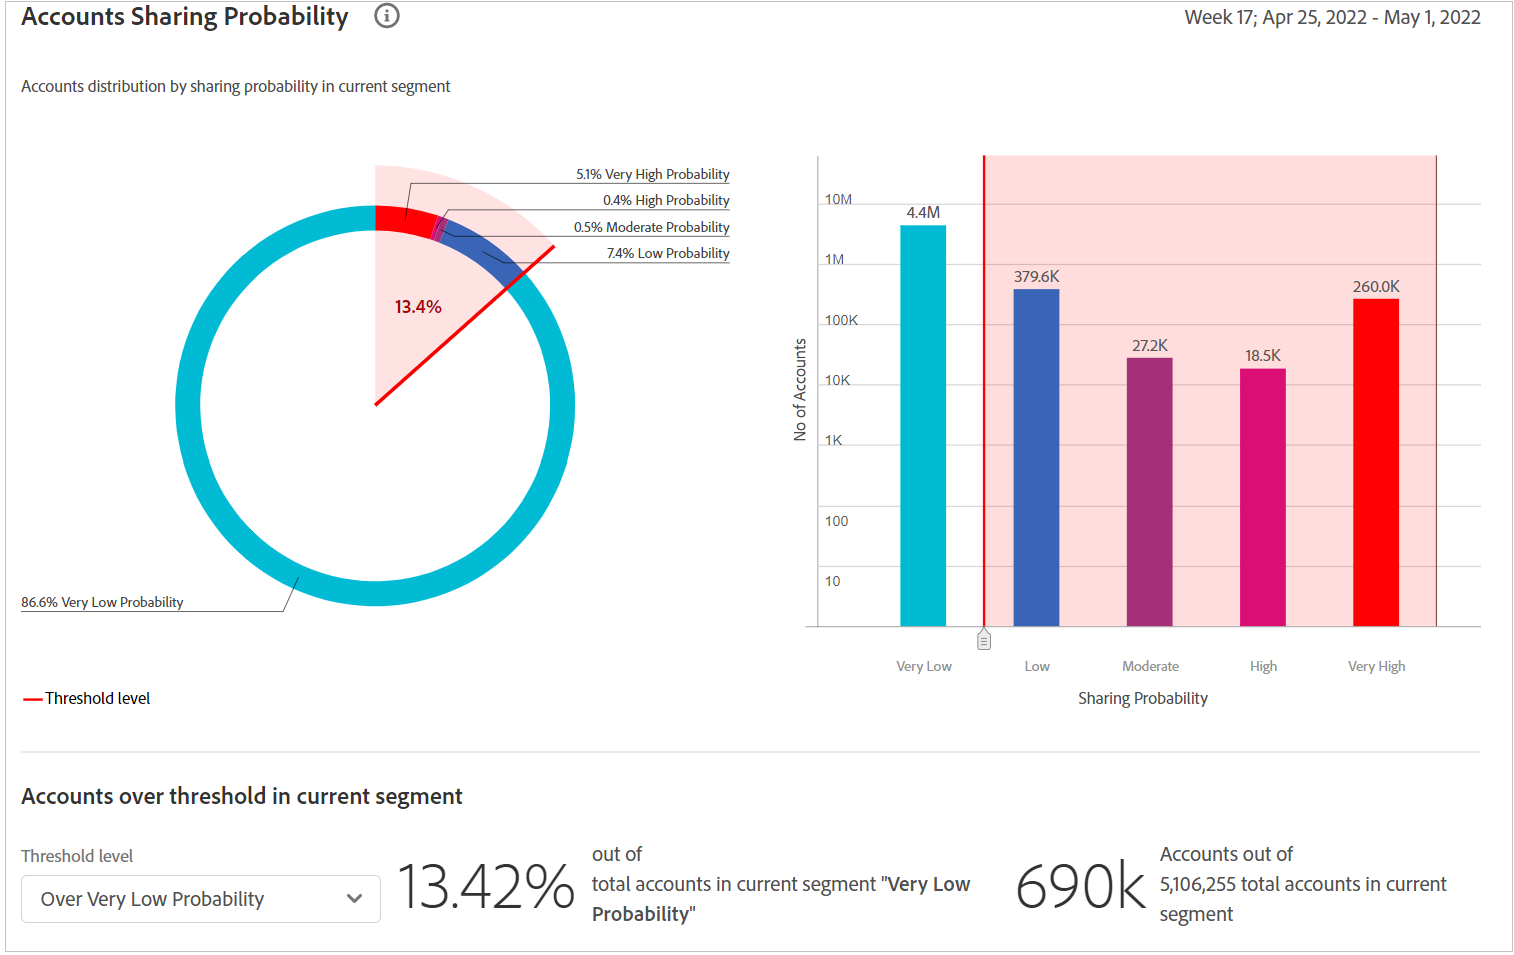 Accounts Sharing Probability
Week 17; Apr 25, 2022 - May 1, 2022
Accounts distribution by sharing probability in current segment
5.1% Very High Probability
0.4% High Probability
0.5% Moderate Probability
7.4% Low Probability
13.4%
86.6% Very Low Probability
Threshold level
No of Accounts
10M
1M
100K
10K
1K
100
10
4.4M
379.6K
27.2K
18.5K
260.0K
Very Low
Low
Moderate
High
Very High
Sharing Probability
Accounts over threshold in current segment
Threshold level
Over Very Low Probability
13.42%
out of
total accounts in current segment "Very Low
Probability"
690k
Accounts out of
5,106,255 total accounts in current
segment